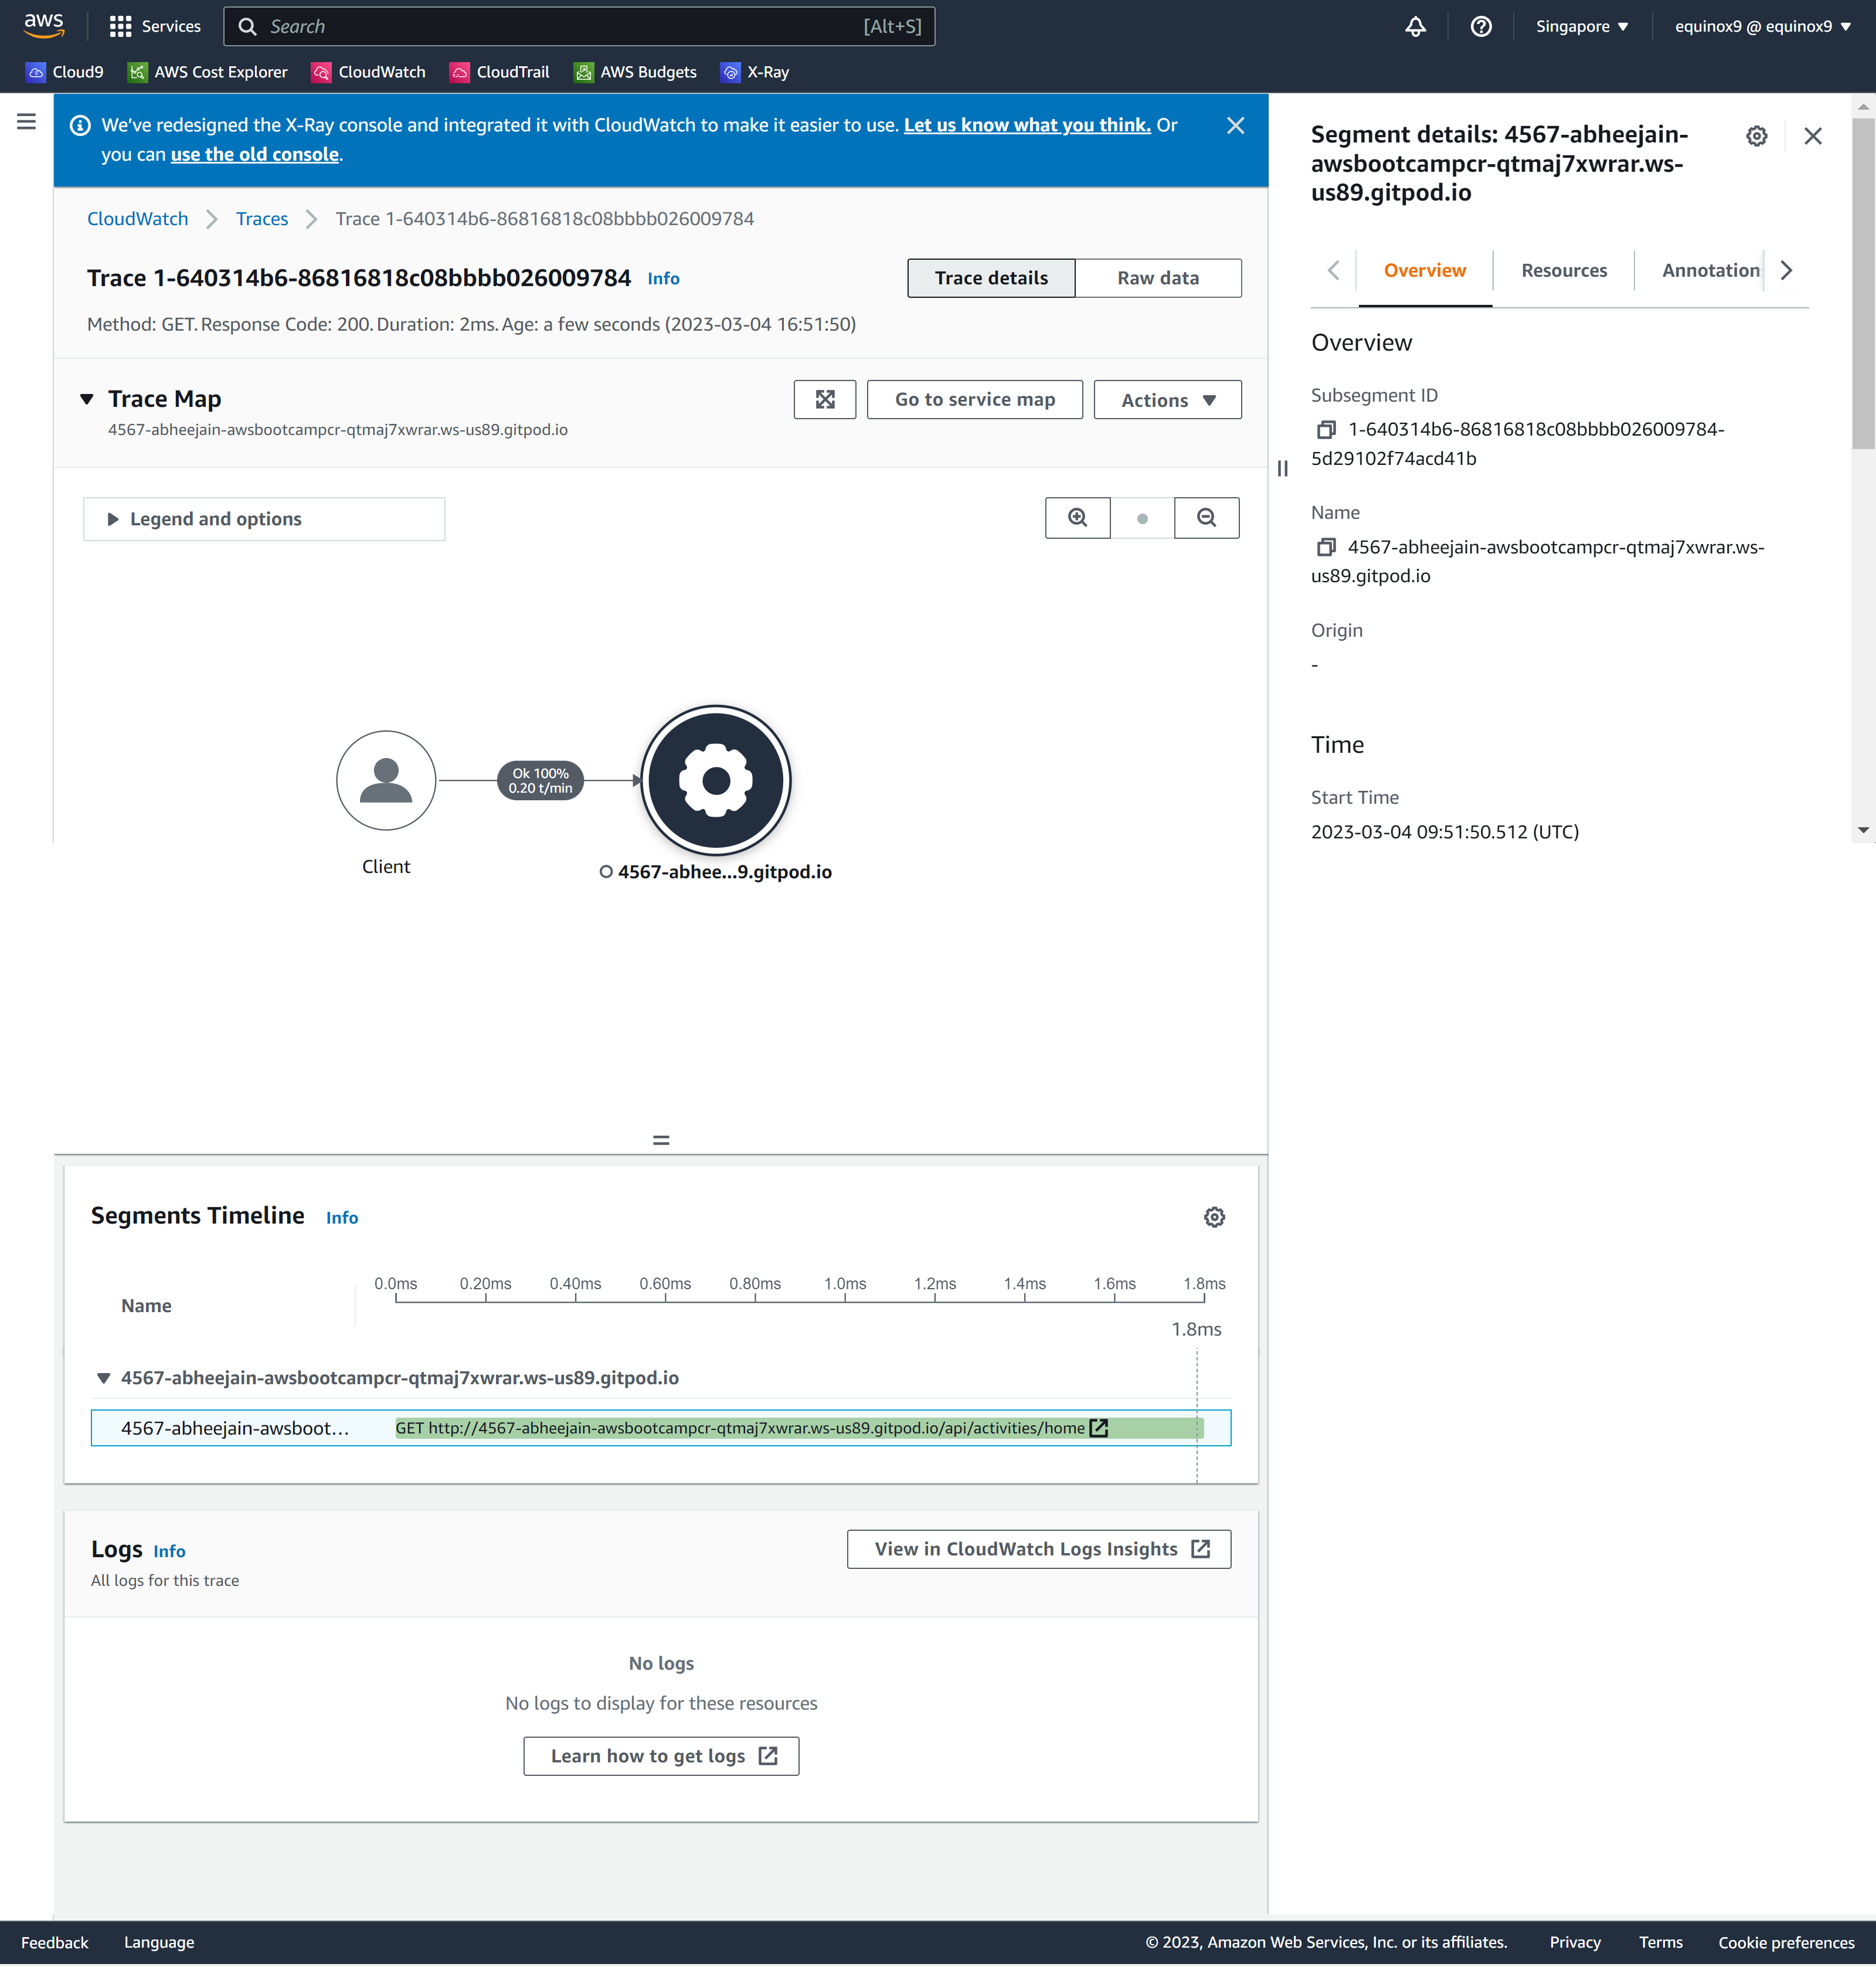 aws
Services
Search
[Alt+S]
Singapore
equinox9 @ equinox9
Cloud9
AWS Cost Explorer
CloudWatch
CloudTrail
AWS Budgets
X-Ray
We've redesigned the X-Ray console and integrated it with CloudWatch to make it easier to use. Let us know what you think. Or
you can use the old console.
CloudWatch
Traces
Trace 1-640314b6-86816818c08bbbb026009784
Trace 1-640314b6-86816818c08bbbb026009784 Info
Trace details
Raw data
Method: GET. Response Code: 200. Duration: 2ms. Age: a few seconds (2023-03-04 16:51:50)
Trace Map
4567-abheejain-awsbootcampcr-qtmaj7xwrar.ws-us89.gitpod.io
Go to service map
Actions
Legend and options
Ok 100%
0.20 t/min
Client
4567-abhee...9.gitpod.io
Segments Timeline Info
Name
0.0ms
0.20ms
0.40ms
0.60ms
0.80ms
1.0ms
1.2ms
1.4ms
1.6ms
1.8ms
1.8ms
4567-abheejain-awsbootcampcr-qtmaj7xwrar.ws-us89.gitpod.io
4567-abheejain-awsboot...
GET http://4567-abheejain-awsbootcampcr-qtmaj7xwrar.ws-us89.gitpod.io/api/activities/home
Logs Info
All logs for this trace
View in CloudWatch Logs Insights
No logs
No logs to display for these resources
Learn how to get logs
Segment details: 4567-abheejain-
awsbootcampcr-qtmaj7xwrar.ws-
us89.gitpod.io
Overview
Resources
Annotation
Overview
Subsegment ID
1-640314b6-86816818c08bbbb026009784-
5d29102f74acd41b
Name
4567-abheejain-awsbootcampcr-qtmaj7xwrar.ws-
us89.gitpod.io
Origin
-
Time
Start Time
2023-03-04 09:51:50.512 (UTC)
Feedback
Language
© 2023, Amazon Web Services, Inc. or its affiliates.
Privacy
Terms
Cookie preferences